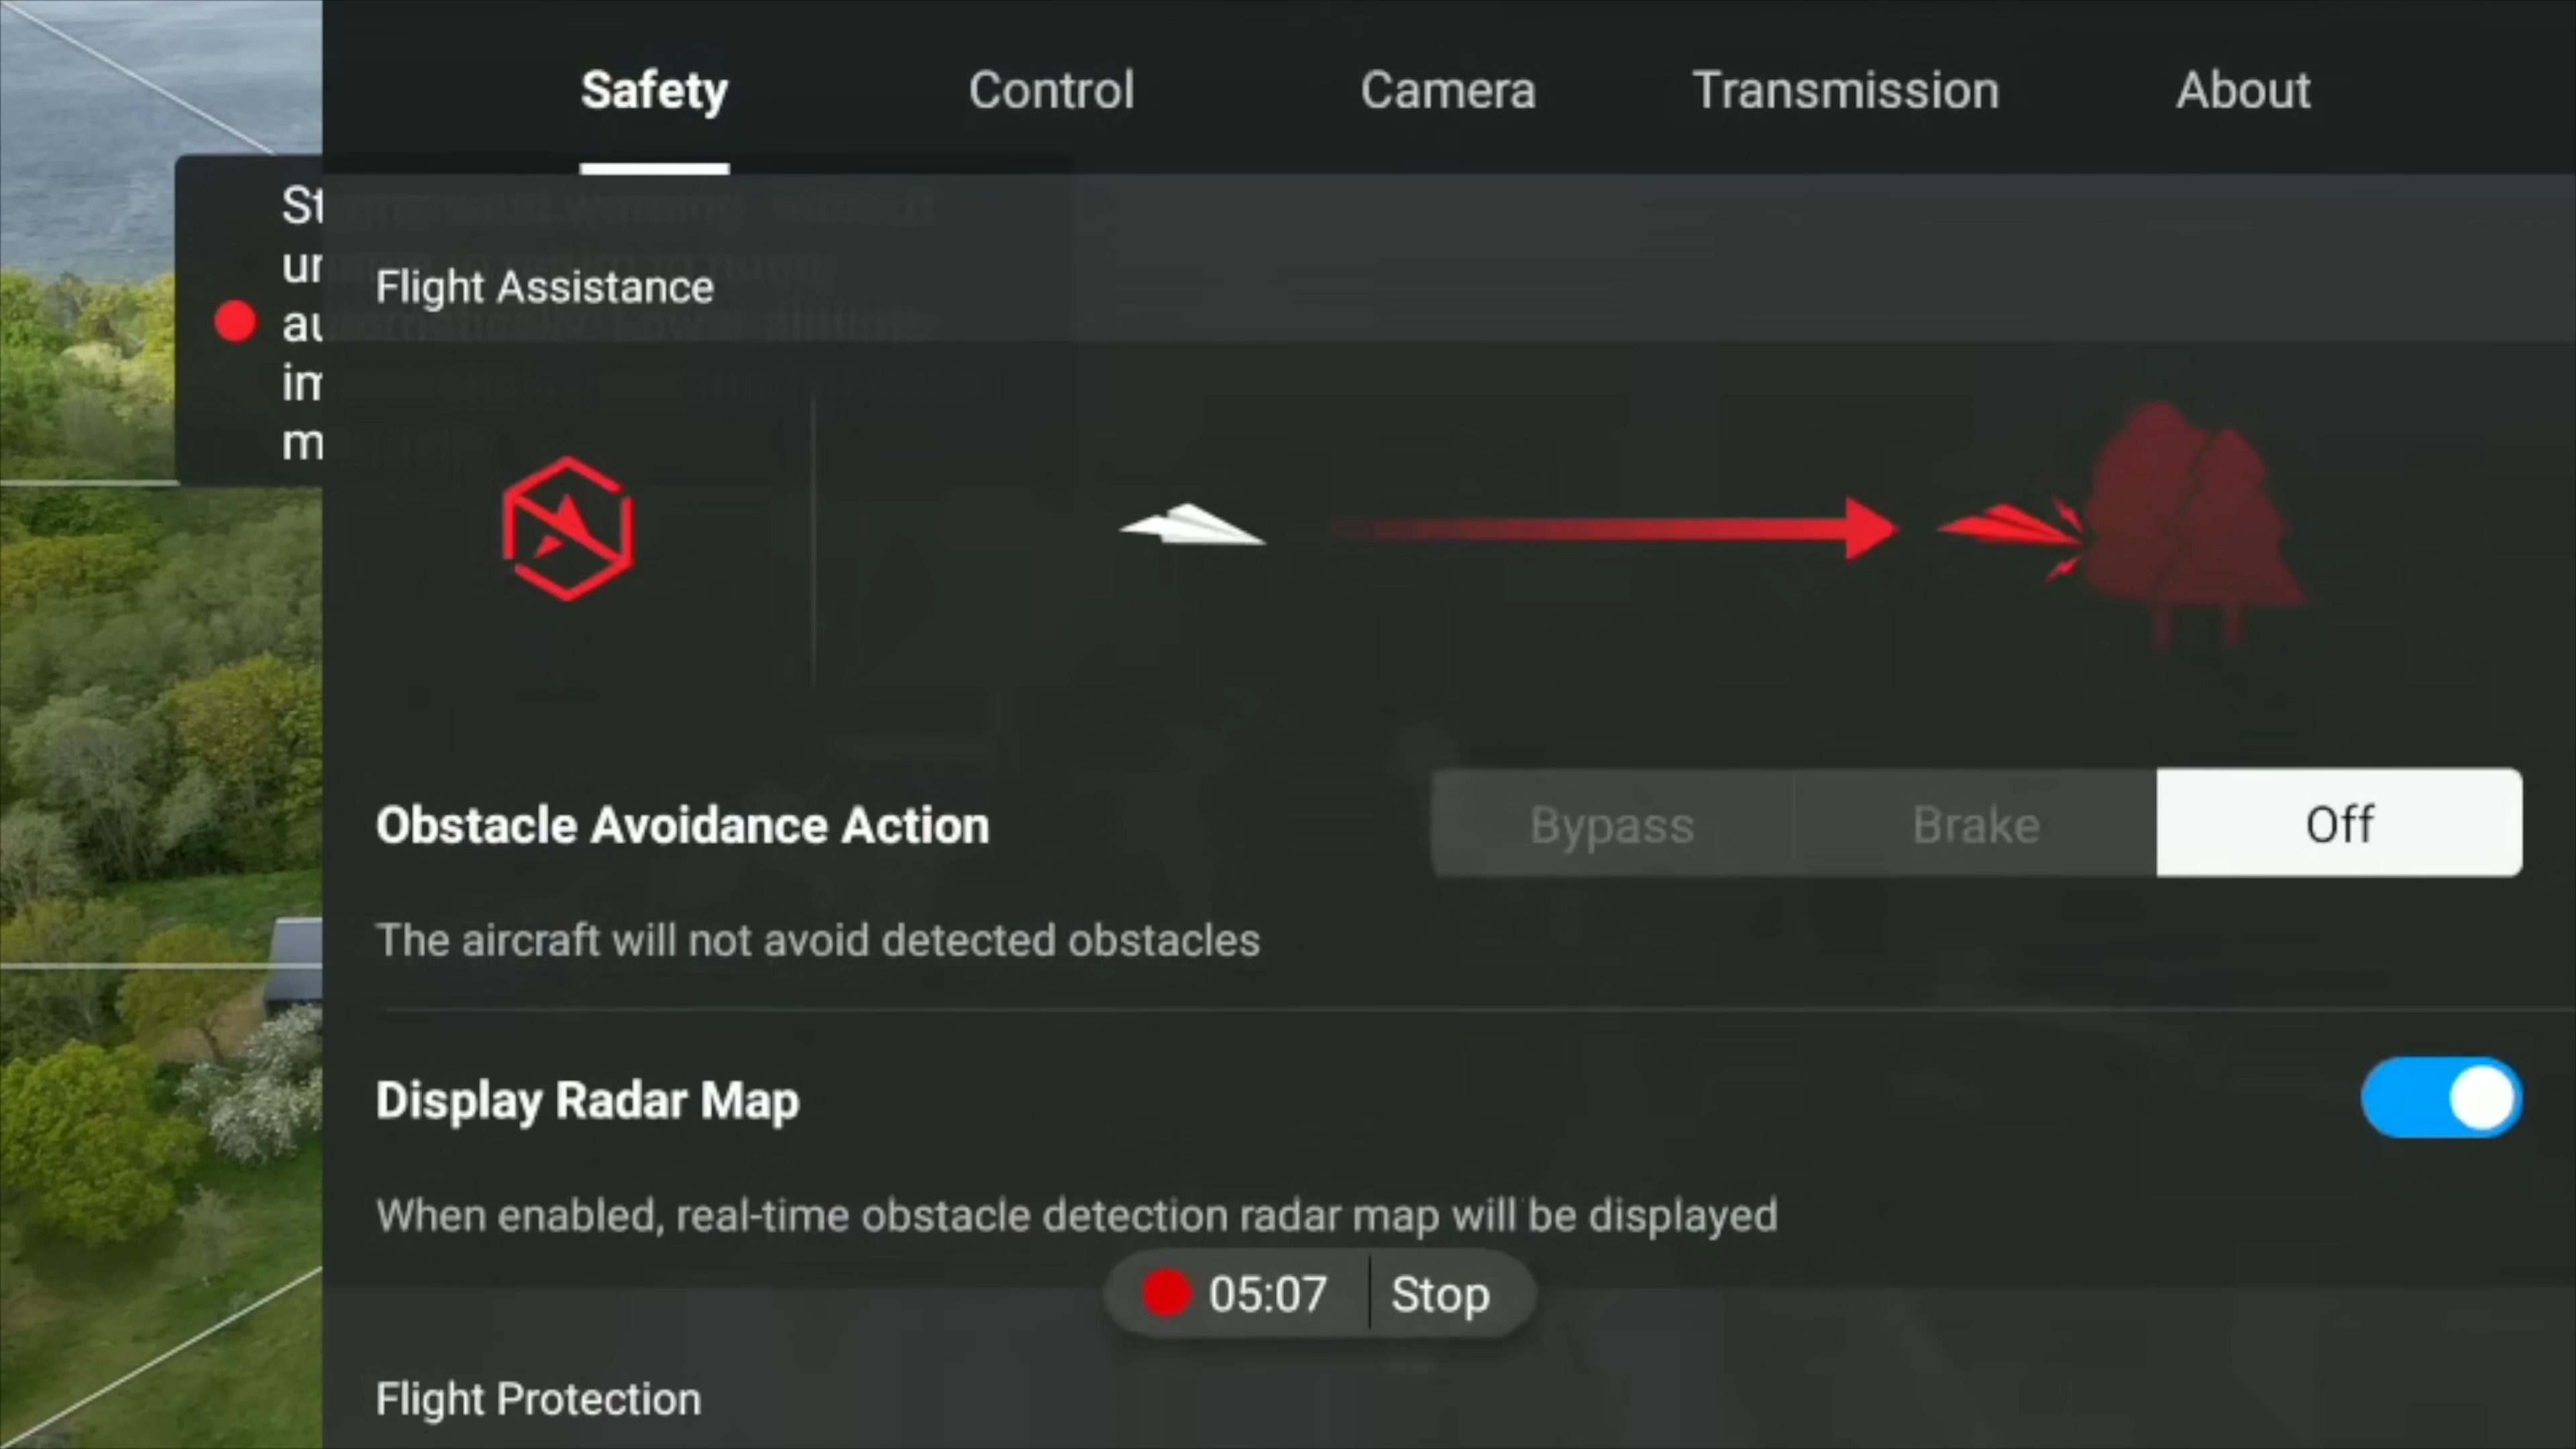 Safety Control Camera Transmission About
Flight Assistance
Obstacle Avoidance Action
Bypass Brake Off
The aircraft will not avoid detected obstacles
Display Radar Map
When enabled, real-time obstacle detection radar map will be displayed
05:07 Stop
Flight Protection